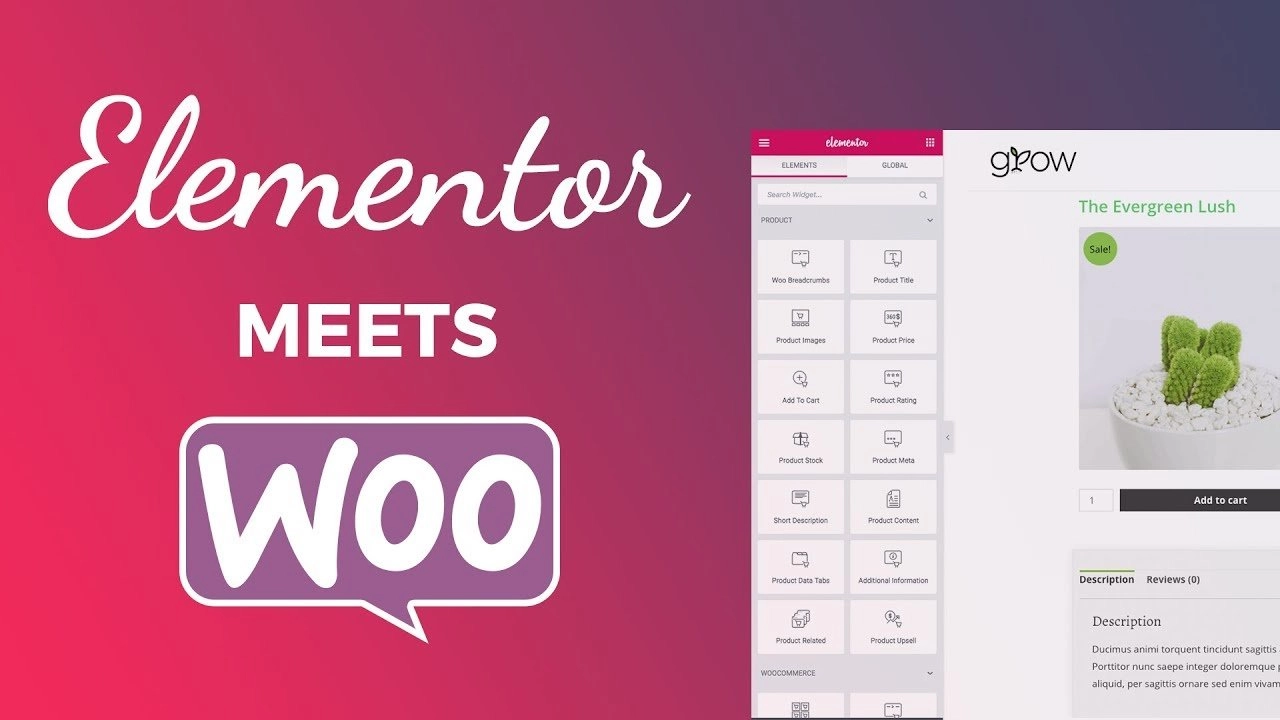 Elementor
MEETS
WOO
elementor
ELEMENTS GLOBAL
Search Widget...
PRODUCT
Woo Breadcrumbs Product Title
Product Images Product Price
360$
Add To Cart Product Rating
Product Stock Product Meta
Short Description Product Content
Product Data Tabs Additional Information
Product Related Product Upsell
WOOCOMMERCE
grow
The Evergreen Lush
Sale!
1 Add to cart
Description Reviews (0)
Description
Ducimus animi torquent tincidunt sagittis
Porttitor nunc saepe integer doloremque
aliquid, per sagittis ornare sed enim vivam